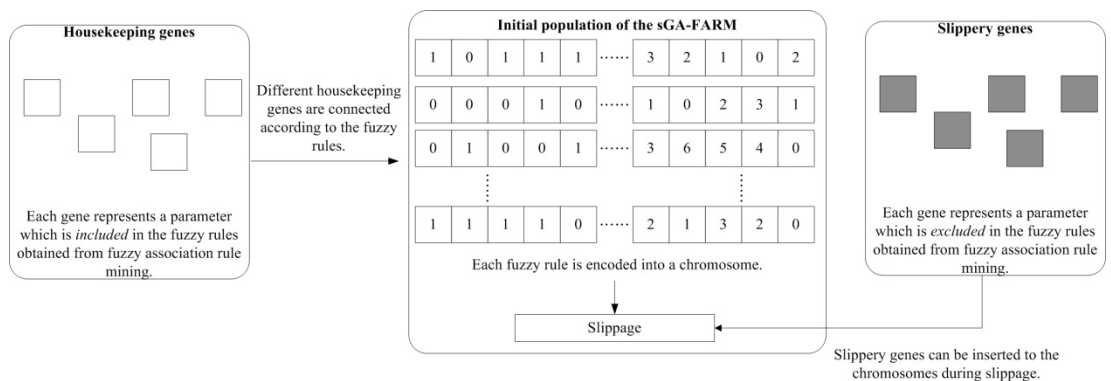 Housekeeping genes
Each gene represents a parameter
which is included in the fuzzy rules
obtained from fuzzy association rule
mining.
Different housekeeping
genes are connected
according to the fuzzy
rules.
Initial population of the sGA-FARM
1 0 1 1 1 ...... 3 2 1 0 2
0 0 0 1 0 ...... 1 0 2 3 1
0 1 0 0 1 ...... 3 6 5 4 0
1 1 1 1 0 ...... 2 1 3 2 0
Each fuzzy rule is encoded into a chromosome.
Slippage
Slippery genes
Each gene represents a parameter
which is excluded in the fuzzy rules
obtained from fuzzy association rule
mining.
Slippery genes can be inserted to the
chromosomes during slippage.